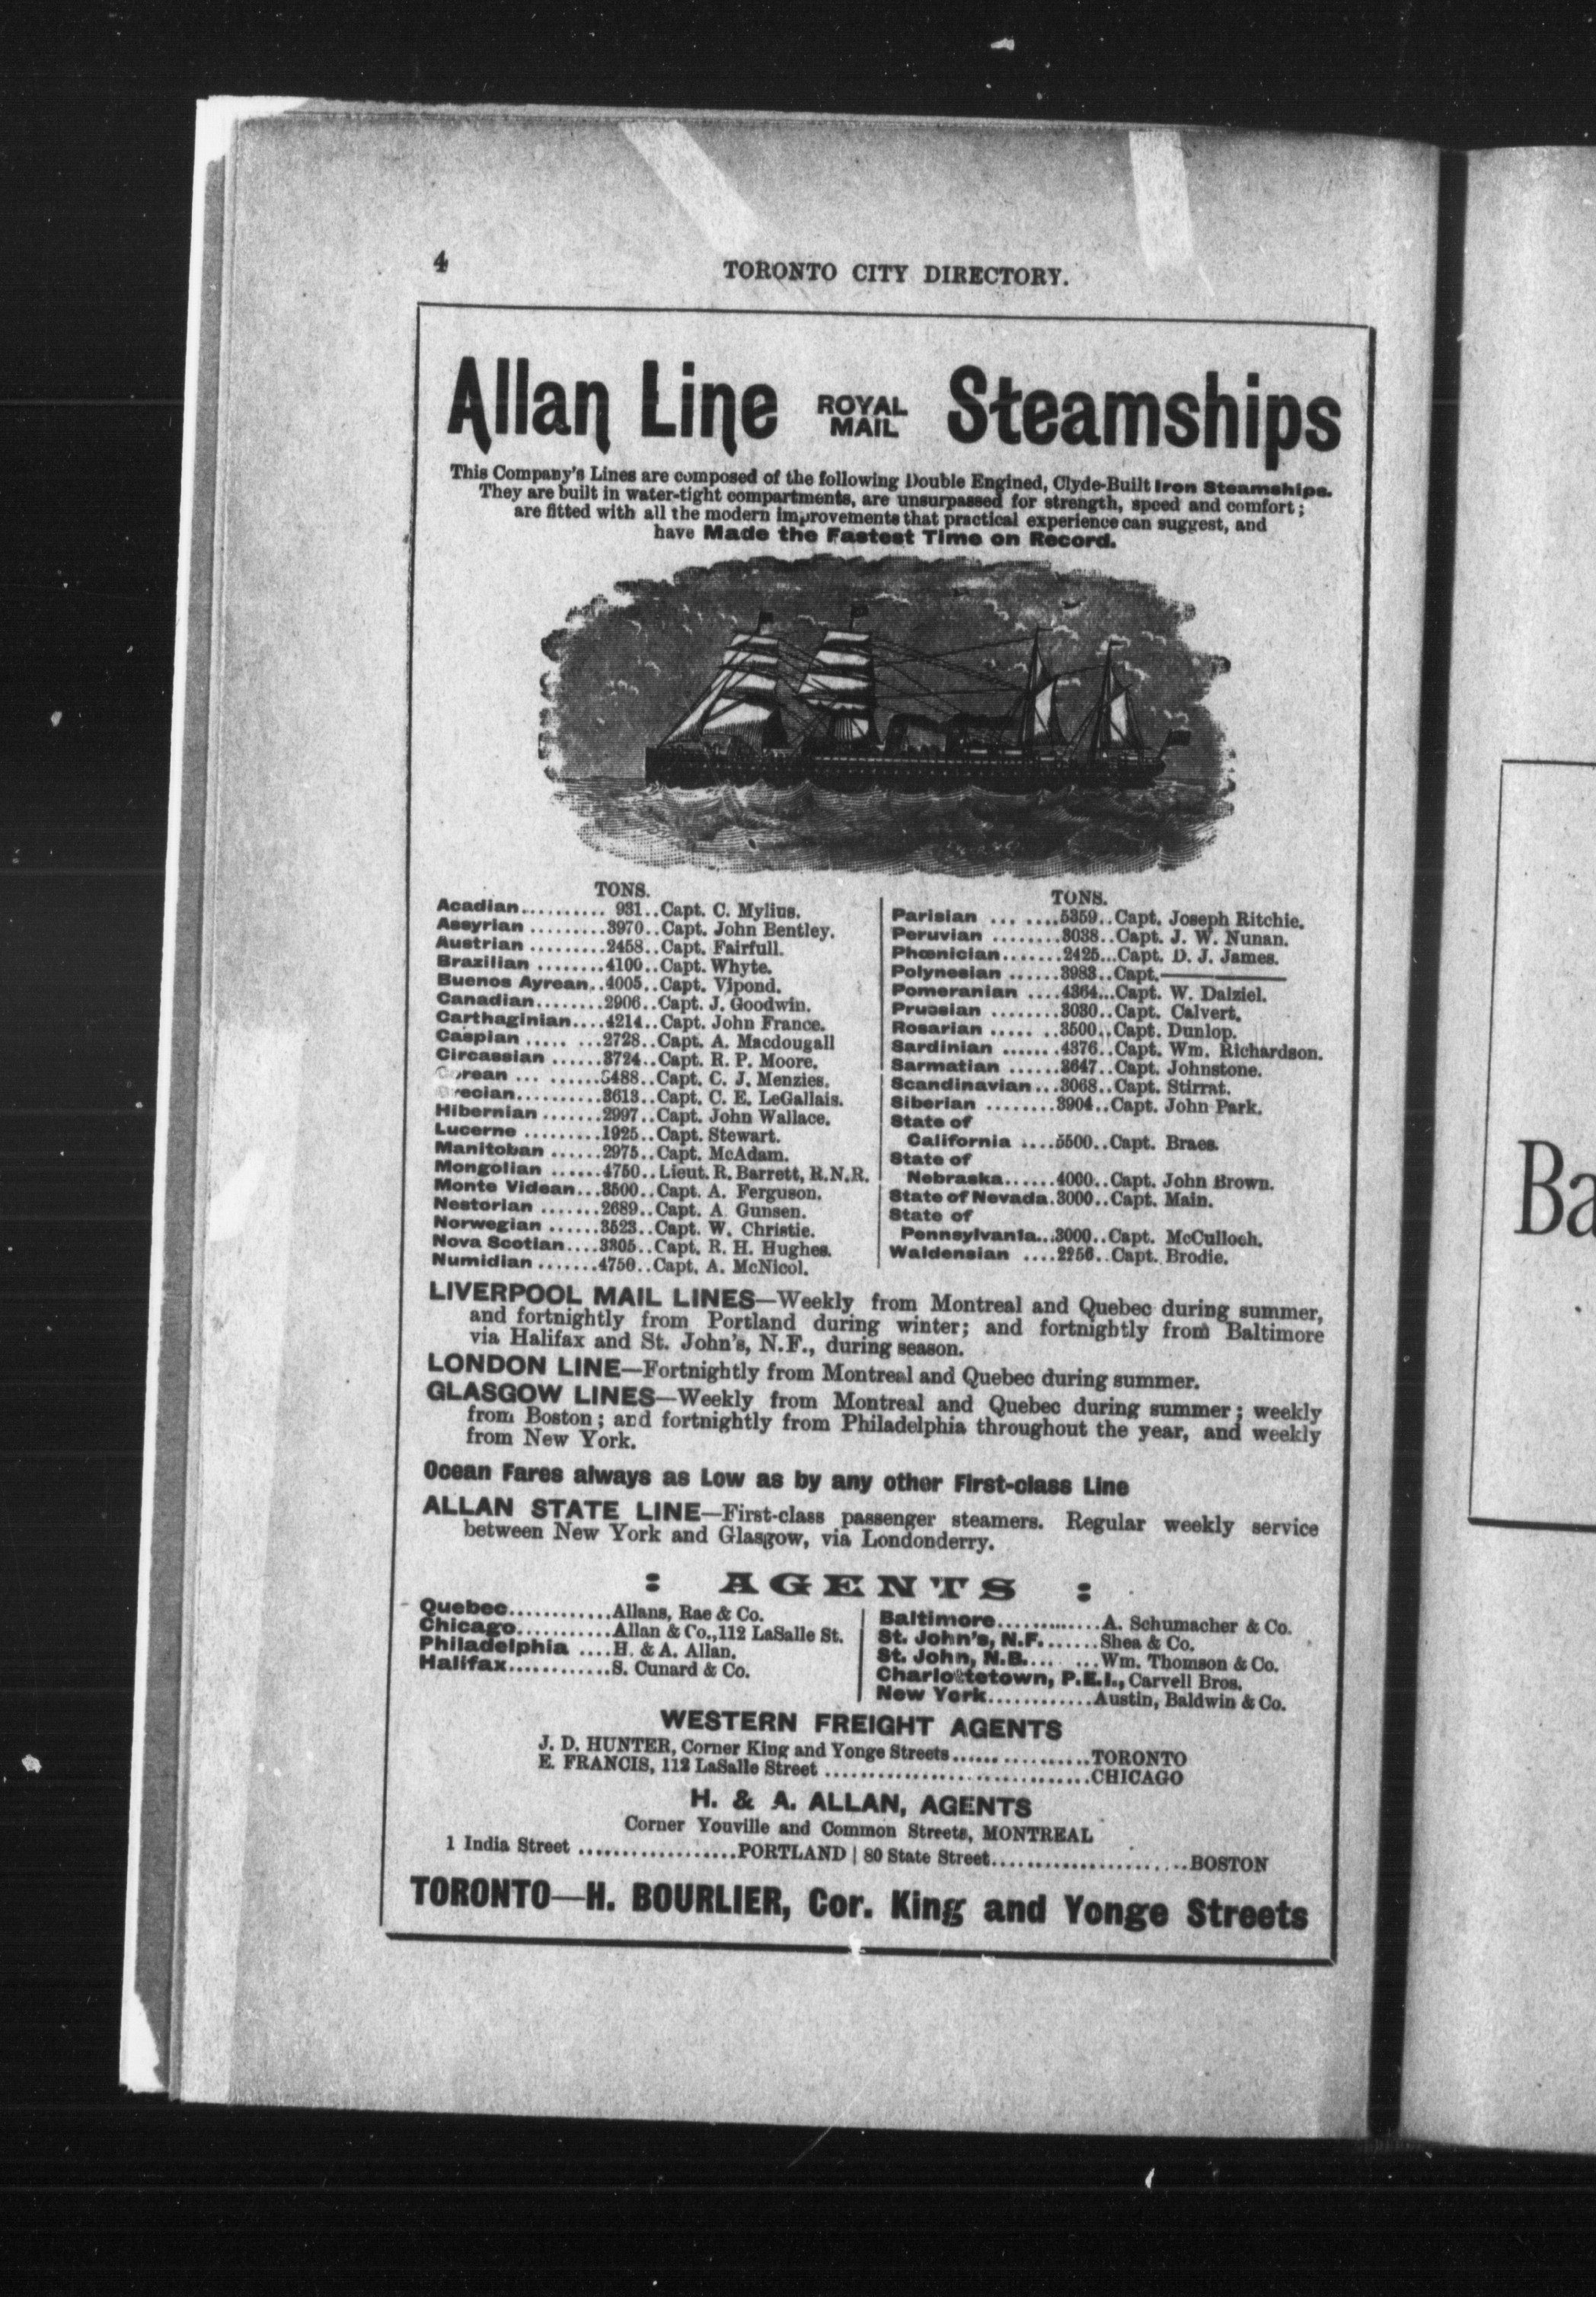 4
TORONTO CITY DIRECTORY.
Allan Line ROYAL MAIL Steamships
This Company's Lines are composed of the following Double Engined, Clyde-Built Iron Steamships.
They are built in water-tight compartments, are unsurpassed for strength, speed and comfort;
are fitted with all the modern improvements that practical experience can suggest, and
have Made the Fastest Time on Record.
TONS.
Acadian.......... 931..Capt. C. Mylius.
Assyrian .........3970..Capt. John Bentley.
Austrian .........2458..Capt. Fairfull.
Brazilian ........4100..Capt. Whyte.
Buenos Ayrean..4005..Capt. Vipond.
Canadian........2906..Capt. J. Goodwin.
Carthaginian....4214..Capt. John France.
Caspian ..... ...2728..Capt. A. Macdougall
Circassian ......3724..Capt. R. P. Moore.
Corean ... ......3488..Capt. C. J. Menzies.
Grecian..........3613..Capt. C. E. LeGallais.
Hibernian .......2997..Capt. John Wallace.
Lucerne .........1925..Capt. Stewart.
Manitoban ......2975..Capt. McAdam.
Mongolian ......4750..Lieut. R. Barrett, R.N.R.
Monte Videan...3500..Capt. A. Ferguson.
Nestorian .......2689..Capt. A Gunsen.
Norwegian ......3523..Capt. W. Christie.
Nova Scotian....3305..Capt. R. H. Hughes.
Numidian .......4750..Capt. A. McNicol.
TONS.
Parisian ... ....5359..Capt. Joseph Ritchie.
Peruvian ........3038..Capt. J. W. Nunan.
Phœnician.......2425...Capt. D. J. James.
Polynesian ......3983..Capt.————
Pomeranian ....4364...Capt. W. Dalziel.
Prussian ........3030..Capt. Calvert.
Rosarian ..... ..3500..Capt. Dunlop.
Sardinian .......4376..Capt. Wm. Richardson.
Sarmatian ......3647..Capt. Johnstone.
Scandinavian...3068..Capt. Stirrat.
Siberian ........3904..Capt. John Park.
State of
California ....5500..Capt. Braes.
State of
Nebraska......4000..Capt. John Brown.
State of Nevada.3000..Capt. Main.
State of
Pennsylvania...3000..Capt. McCulloch.
Waldensian ....2256..Capt. Brodie.
LIVERPOOL MAIL LINES—Weekly from Montreal and Quebec during summer,
and fortnightly from Portland during winter; and fortnightly from Baltimore
via Halifax and St. John's, N.F., during season.
LONDON LINE—Fortnightly from Montreal and Quebec during summer.
GLASGOW LINES—Weekly from Montreal and Quebec during summer; weekly
from Boston; and fortnightly from Philadelphia throughout the year, and weekly
from New York.
Ocean Fares always as Low as by any other First-class Line
ALLAN STATE LINE—First-class passenger steamers. Regular weekly service
between New York and Glasgow, via Londonderry.
: AGENTS :
Quebec............Allans, Rae & Co.
Chicago...........Allan & Co., 112 LaSalle St.
Philadelphia ....H. & A. Allan.
Halifax............S. Cunard & Co.
Baltimore.............A. Schumacher & Co.
St. John's, N.F.......Shea & Co.
St. John, N.B.... ...Wm. Thomson & Co.
Charlottetown, P.E.I., Carvell Bros.
New York............Austin, Baldwin & Co.
WESTERN FREIGHT AGENTS
J. D. HUNTER, Corner King and Yonge Streets.................TORONTO
E. FRANCIS, 112 LaSalle Street ...............................CHICAGO
H. & A. ALLAN, AGENTS
Corner Youville and Common Streets, MONTREAL
1 India Street ..................PORTLAND | 80 State Street.......................BOSTON
TORONTO—H. BOURLIER, Cor. King and Yonge Streets
Ba